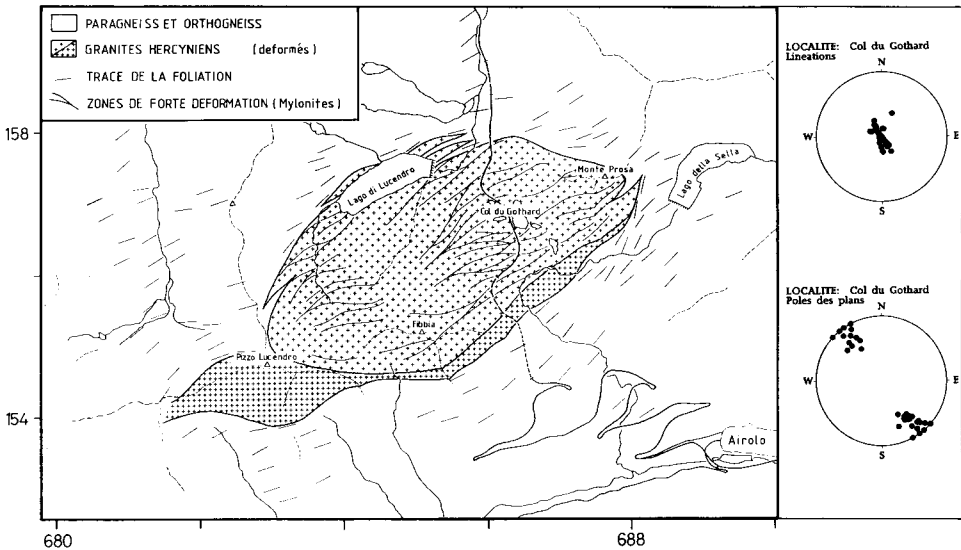 PARAGNEISS ET ORTHOGNEISS
GRANITES HERCYNIENS (deformés)
TRACE DE LA FOLIATION
ZONES DE FORTE DEFORMATION (Mylonites)
158
154
680
688
Lago di Lucendro
Monte Prosa
Lago della Sella
Col du Gothard
Fibbia
Pizzo Lucendro
Airolo
LOCALITE: Col du Gothard
Lineations
N
W
E
S
LOCALITE: Col du Gothard
Poles des plans
N
W
E
S